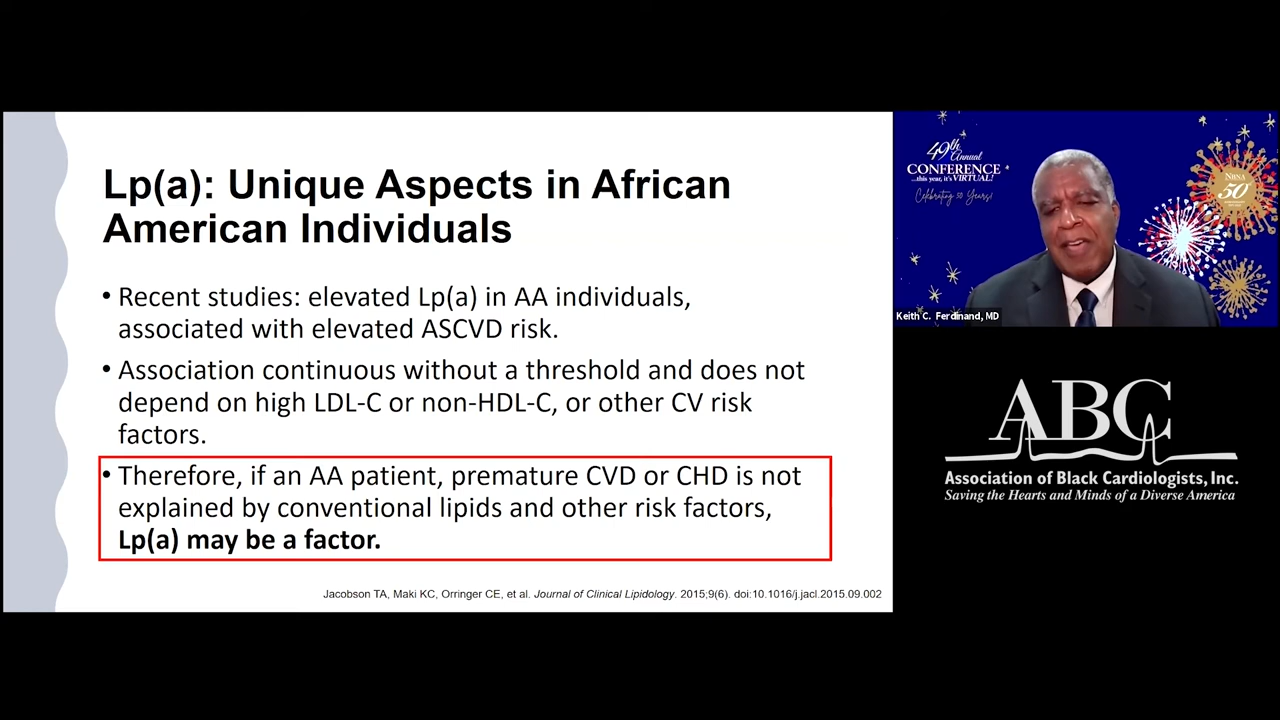 Lp(a): Unique Aspects in African
American Individuals
• Recent studies: elevated Lp(a) in AA individuals,
associated with elevated ASCVD risk.
• Association continuous without a threshold and does not
depend on high LDL-C or non-HDL-C, or other CV risk
factors.
• Therefore, if an AA patient, premature CVD or CHD is not
explained by conventional lipids and other risk factors,
Lp(a) may be a factor.
Jacobson TA, Maki KC, Orringer CE, et al. Journal of Clinical Lipidology. 2015;9(6). doi:10.1016/j.jacl.2015.09.002
49th Annual
CONFERENCE
...this year, it's VIRTUAL!
Celebrating 50 Years!
NBNA
50
Keith C. Ferdinand, MD
ABC
Association of Black Cardiologists, Inc.
Saving the Hearts and Minds of a Diverse America